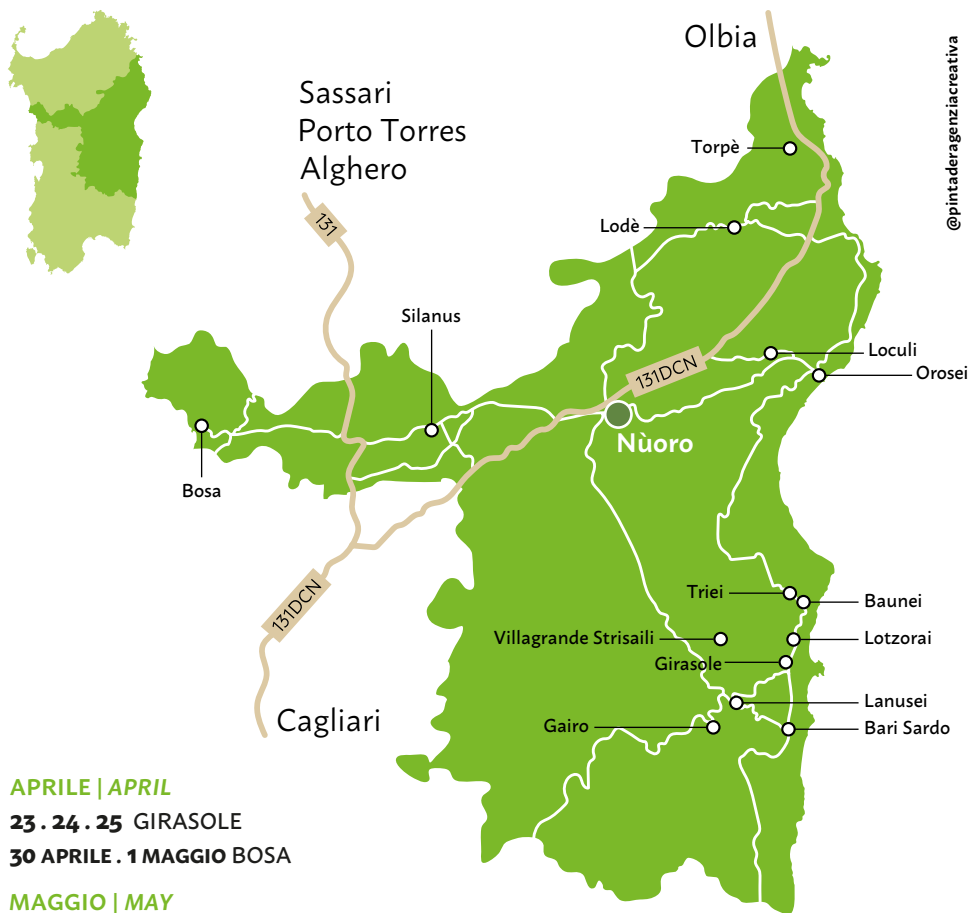 Olbia
@pintaderagenziacreativa
Sassari
Porto Torres
Alghero
Torpè
131
Lodè
Silanus
Loculi
131DCN
Orosei
Nùoro
Bosa
131DCN
Triei
Baunei
Villagrande Strisaili
Lotzorai
Girasole
Lanusei
Cagliari
Gairo
Bari Sardo
APRILE | APRIL
23 . 24 . 25 GIRASOLE
30 APRILE . 1 MAGGIO BOSA
MAGGIO | MAY